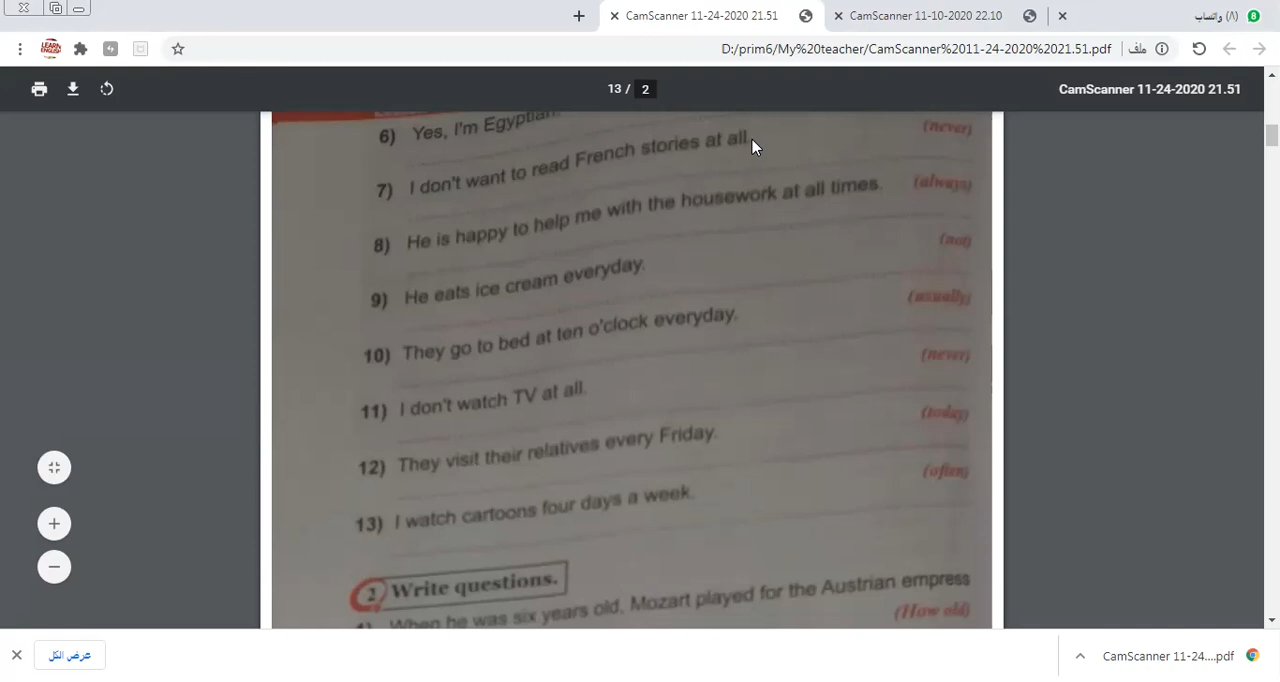 CamScanner 11-24-2020 21.51
CamScanner 11-10-2020 22.10
(٨) واتساب
8
D:/prim6/My%20teacher/CamScanner%2011-24-2020%2021.51.pdf
ملف
13 / 2
CamScanner 11-24-2020 21.51
6) Yes, I'm Egyptian.
(never)
7) I don't want to read French stories at all.
(always)
8) He is happy to help me with the housework at all times.
(not)
9) He eats ice cream everyday.
(usually)
10) They go to bed at ten o'clock everyday.
(never)
11) I don't watch TV at all.
(today)
12) They visit their relatives every Friday.
(often)
13) I watch cartoons four days a week.
2 Write questions.
When he was six years old, Mozart played for the Austrian empress
(How old)
عرض الكل
CamScanner 11-24....pdf